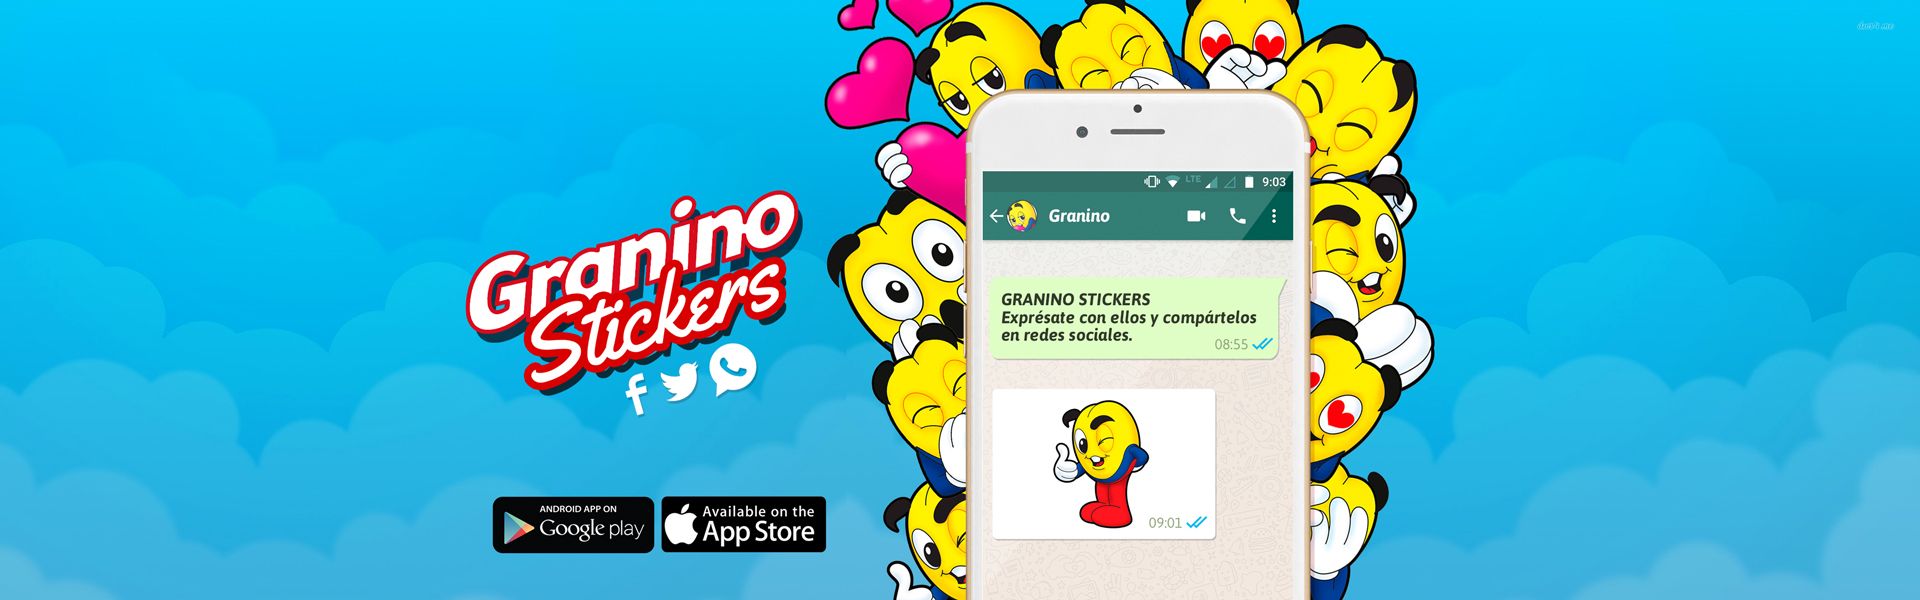 Granino
Stickers
ANDROID APP ON
Google play
Available on the
App Store
LTE
9:03
Granino
GRANINO STICKERS
Exprésate con ellos y compártelos
en redes sociales.
08:55
09:01